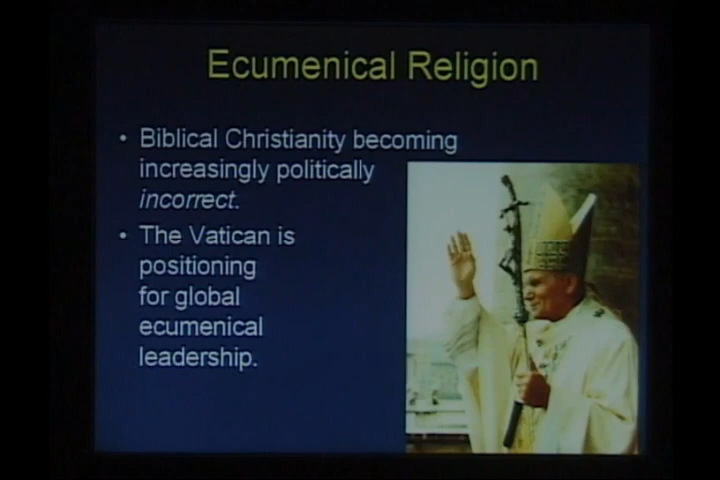 Ecumenical Religion
• Biblical Christianity becoming
increasingly politically
incorrect.
• The Vatican is
positioning
for global
ecumenical
leadership.